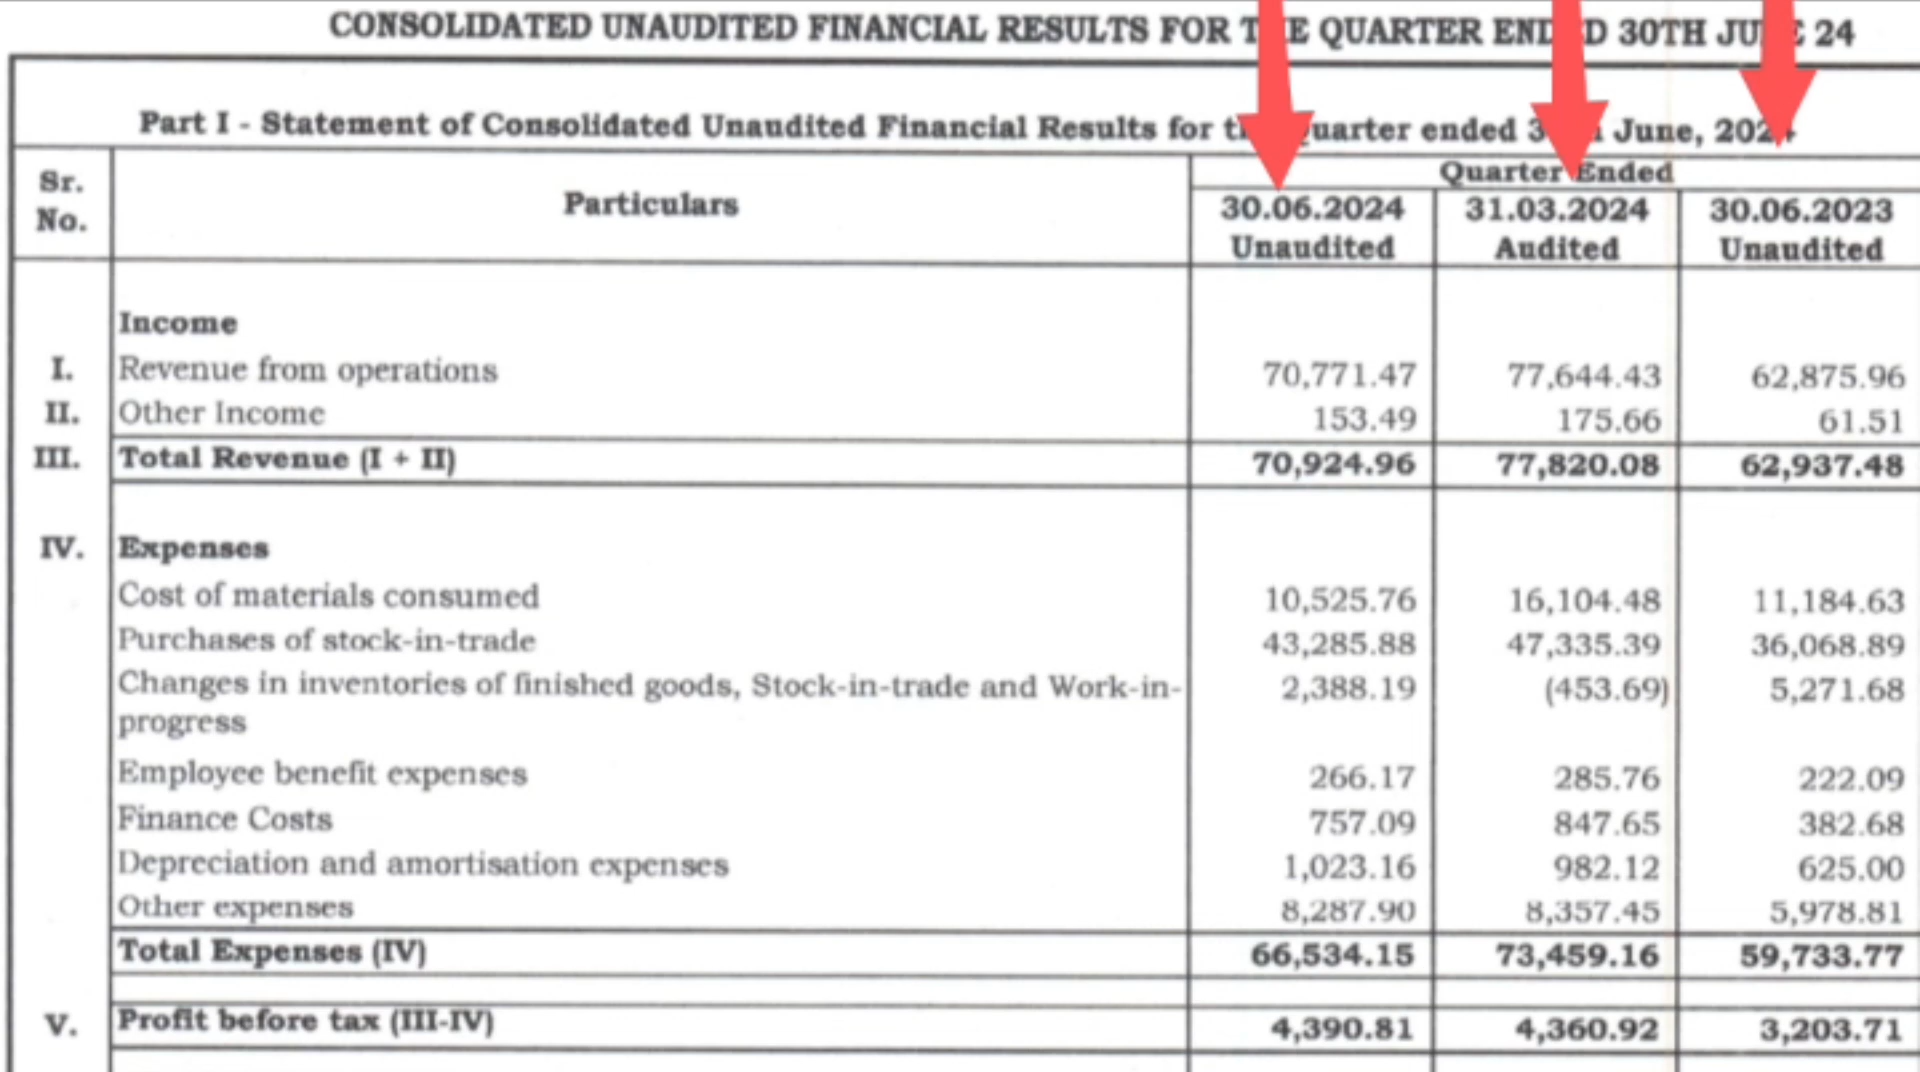 CONSOLIDATED UNAUDITED FINANCIAL RESULTS FOR QUARTER 30TH 24
Part I - Statement of Consolidated Unaudited Financial Results for ended June,
Sr. No.
Particulars
Quarter Ended
30.06.2024 Unaudited
31.03.2024 Audited
30.06.2023 Unaudited
Income
I. Revenue from operations 70,771.47 77,644.43 62,875.96
II. Other Income 153.49 175.66 61.51
III. Total Revenue (I + II) 70,924.96 77,820.08 62,937.48
IV. Expenses
Cost of materials consumed 10,525.76 16,104.48 11,184.63
Purchases of stock-in-trade 43,285.88 47,335.39 36,068.89
Changes in inventories of finished goods, Stock-in-trade and Work-in- 2,388.19 (453.69) 5,271.68
progress
Employee benefit expenses 266.17 285.76 222.09
Finance Costs 757.09 847.65 382.68
Depreciation and amortisation expenses 1,023.16 982.12 625.00
Other expenses 8,287.90 8,357.45 5,978.81
Total Expenses (IV) 66,534.15 73,459.16 59,733.77
V. Profit before tax (III-IV) 4,390.81 4,360.92 3,203.71